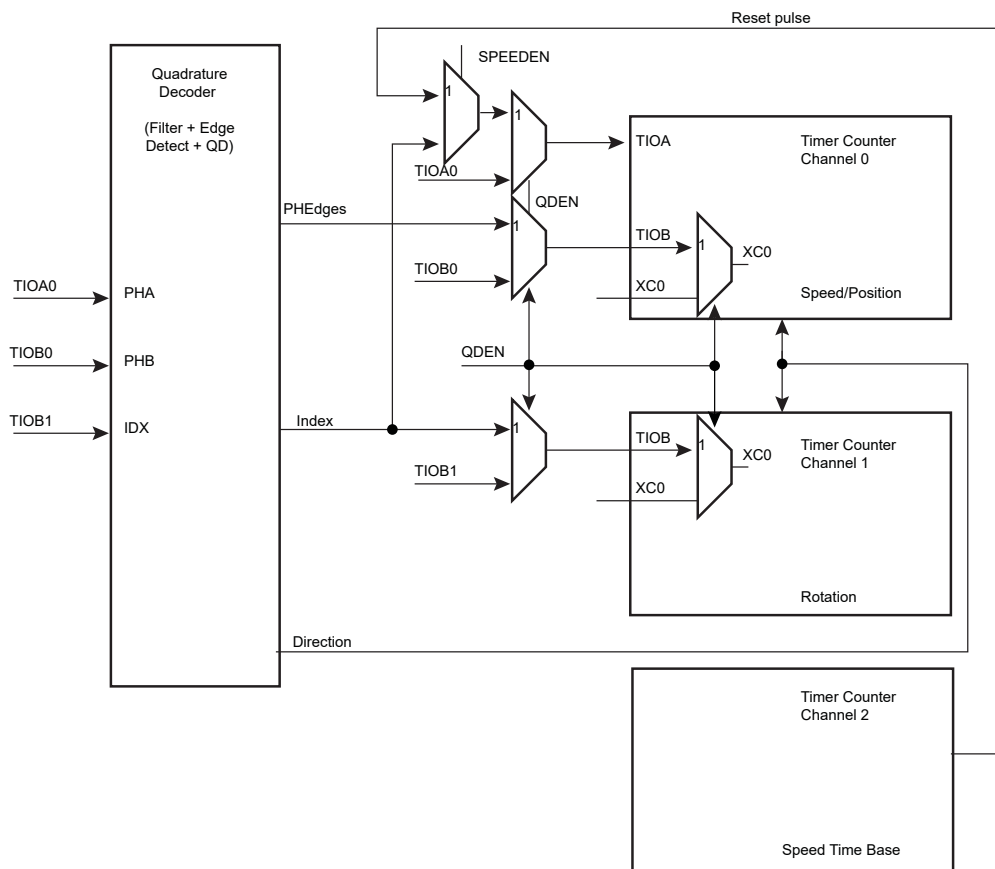 Reset pulse
SPEEDEN
Quadrature
Decoder
(Filter + Edge
Detect + QD)
1
1
TIOA
Timer Counter
Channel 0
TIOA0
QDEN
PHEdges
1
TIOB
1
XC0
TIOB0
XC0
Speed/Position
TIOA0
PHA
TIOB0
PHB
QDEN
TIOB1
IDX
Index
1
TIOB
1
XC0
Timer Counter
Channel 1
TIOB1
XC0
Rotation
Direction
Timer Counter
Channel 2
Speed Time Base